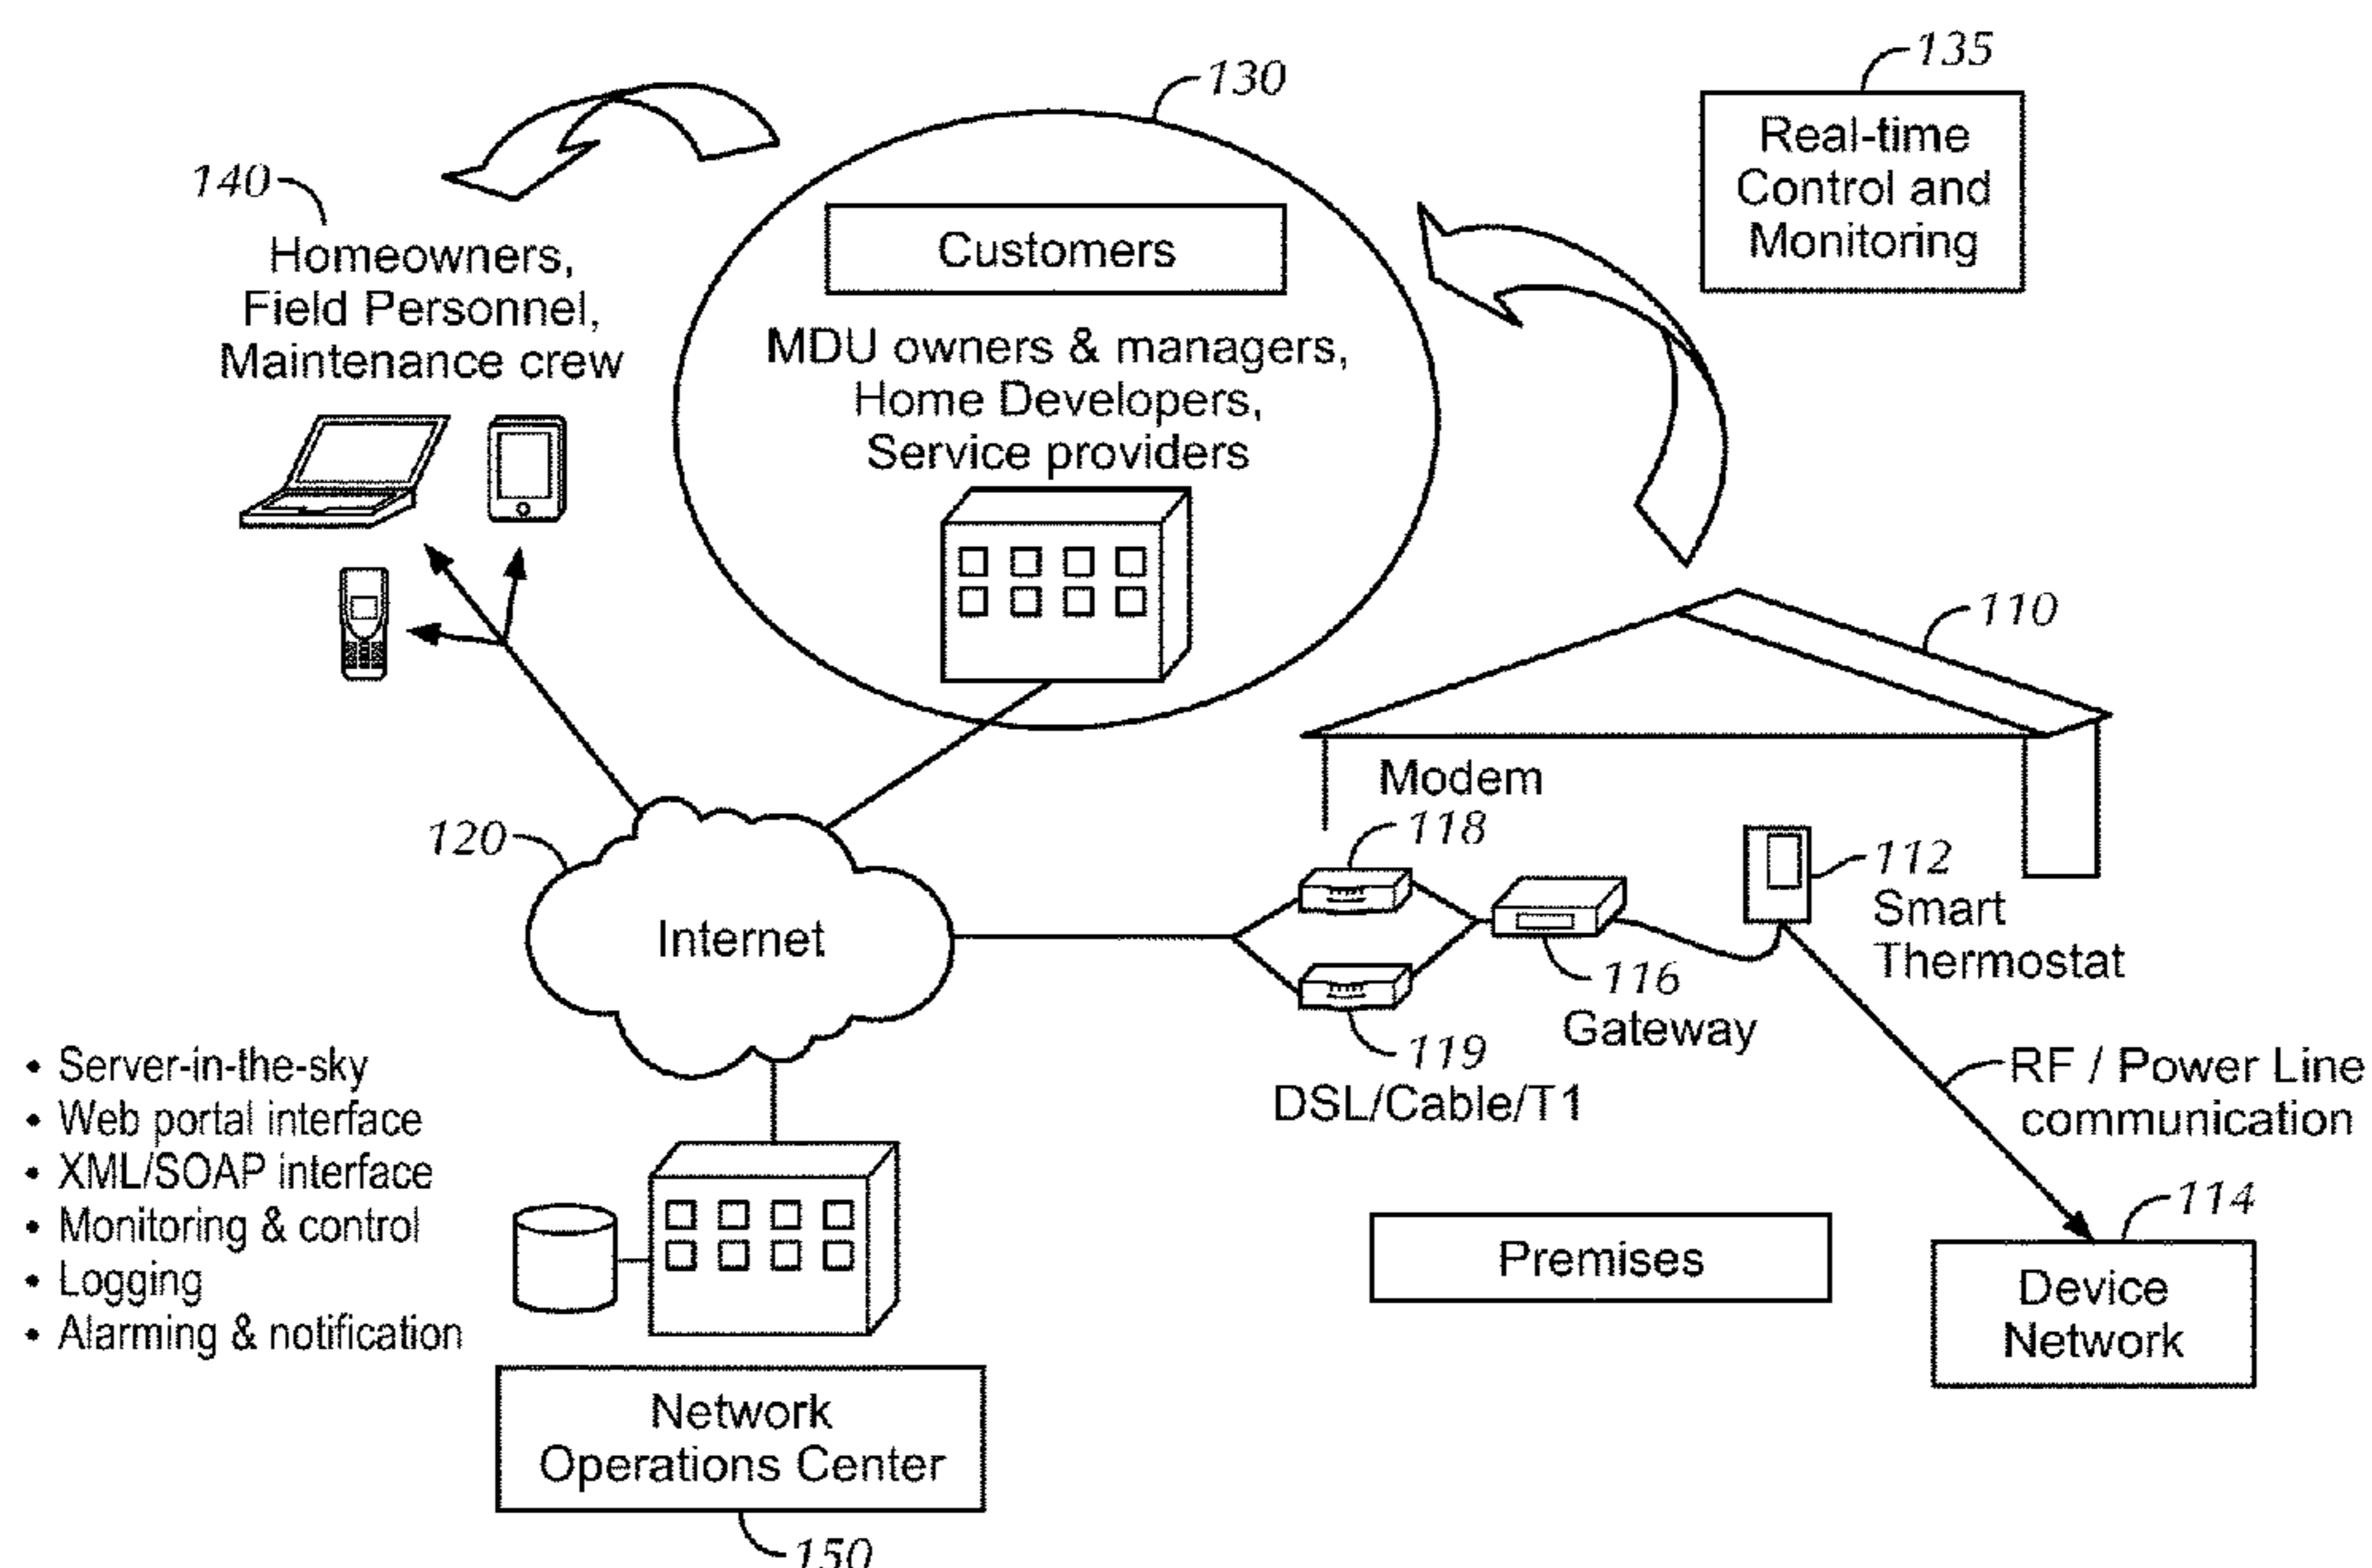 135
Real-time
Control and
Monitoring
130
140
Homeowners,
Field Personnel,
Maintenance crew
Customers
MDU owners & managers,
Home Developers,
Service providers
110
Modem
118
120
Internet
112
Smart
Thermostat
116
Gateway
119
DSL/Cable/T1
RF / Power Line
communication
• Server-in-the-sky
• Web portal interface
• XML/SOAP interface
• Monitoring & control
• Logging
• Alarming & notification
114
Premises
Device
Network
Network
Operations Center
150